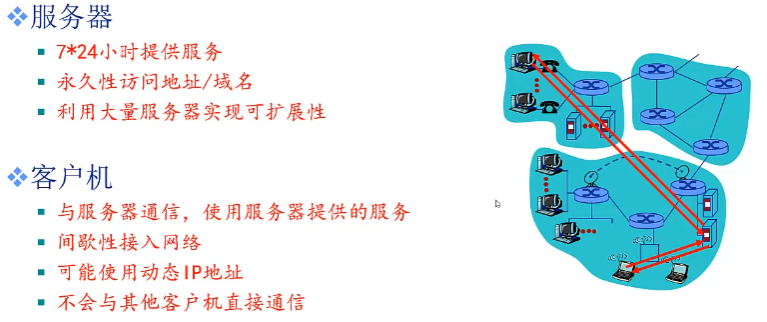 服务器
7*24小时提供服务
永久性访问地址/域名
利用大量服务器实现可扩展性
客户机
与服务器通信，使用服务器提供的服务
间歇性接入网络
可能使用动态IP地址
不会与其他客户机直接通信